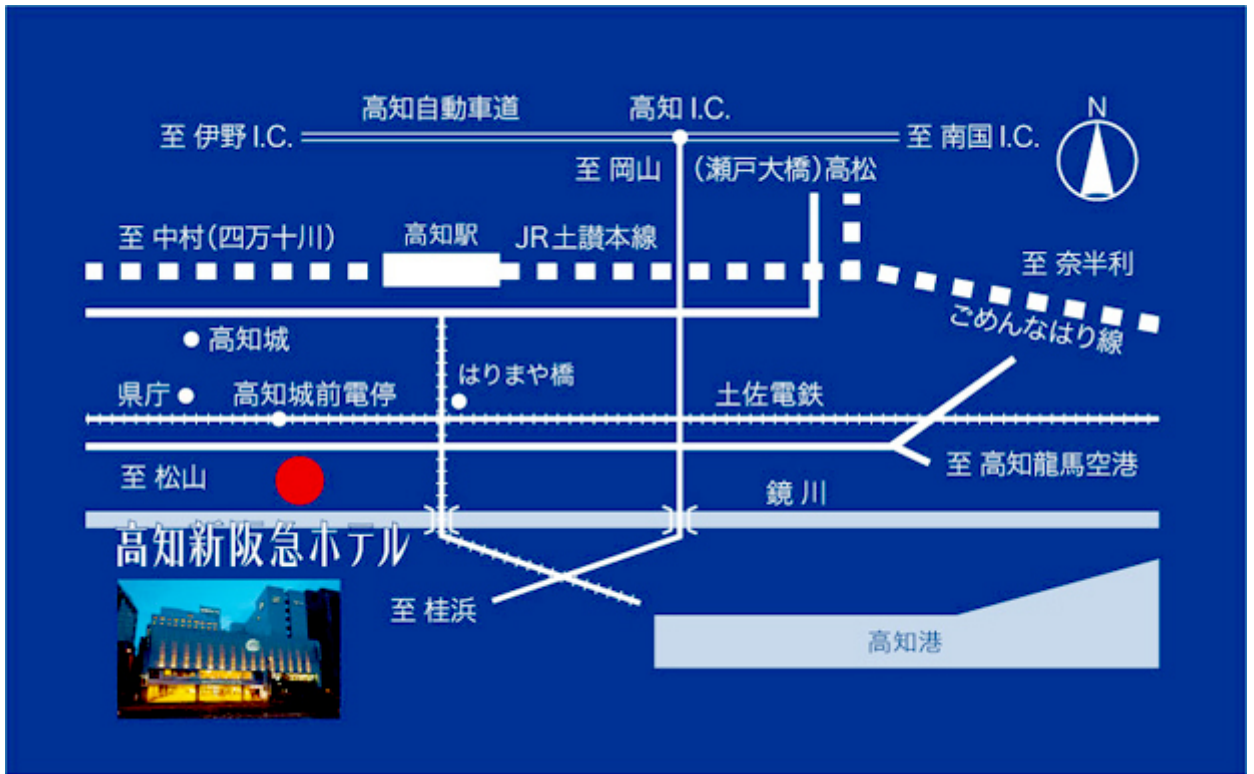 高知自動車道
高知 I.C.
N
至 伊野 I.C.
至 南国 I.C.
至 岡山
(瀬戸大橋)高松
至 中村(四万十川)
高知駅
JR土讃本線
至 奈半利
ごめんなはり線
高知城
はりまや橋
県庁
高知城前電停
土佐電鉄
至 松山
至 高知龍馬空港
鏡川
高知新阪急ホテル
至 桂浜
高知港